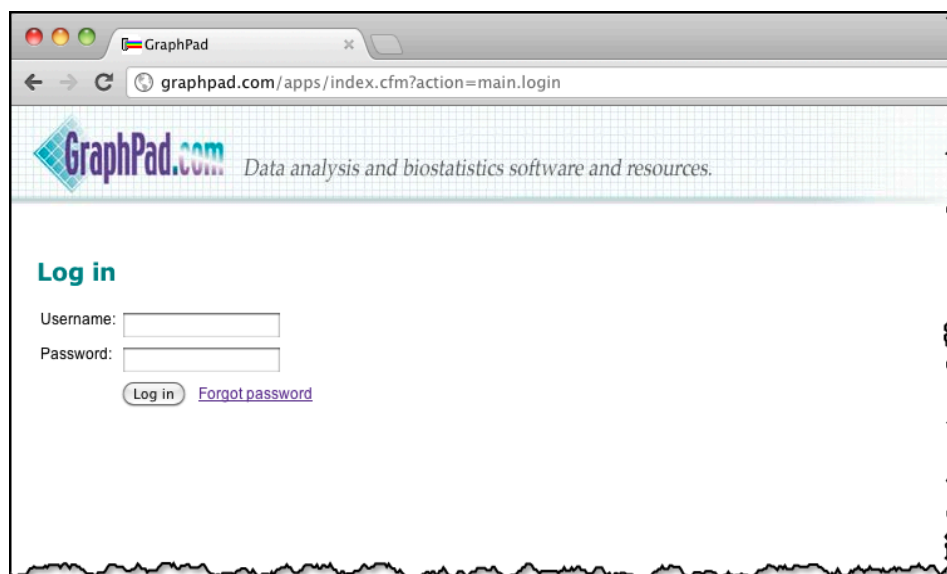 GraphPad
graphpad.com/apps/index.cfm?action=main.login
GraphPad.com Data analysis and biostatistics software and resources.
Log in
Username:
Password:
Log in Forgot password